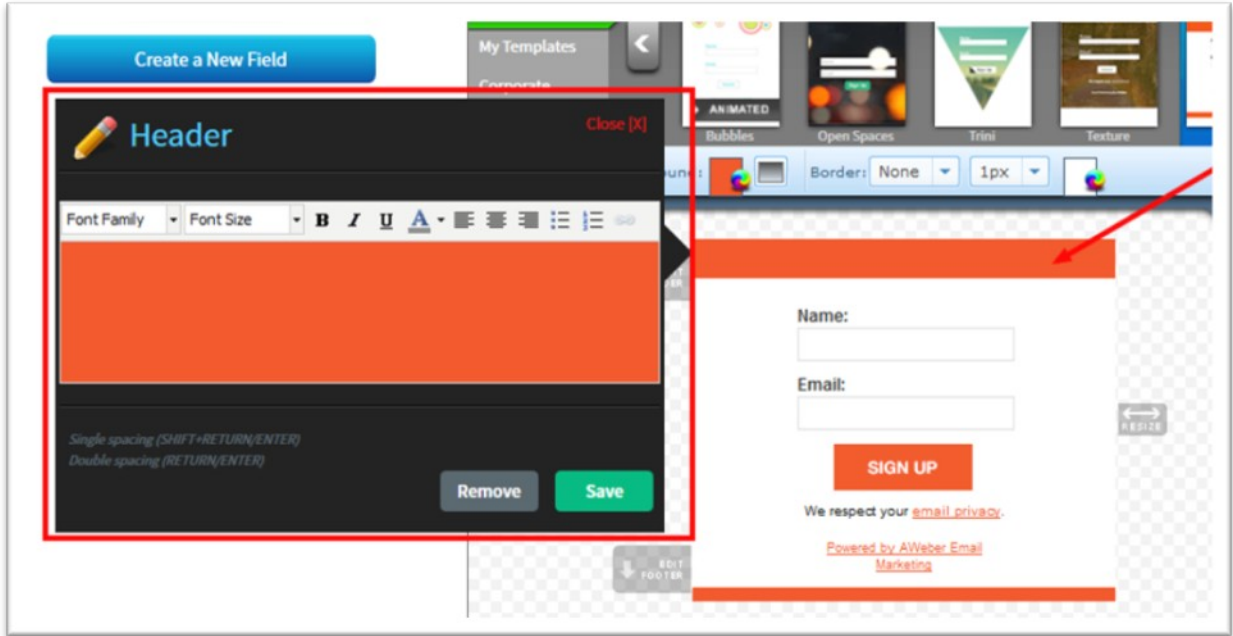 Create a New Field
My Templates
Corporate
ANIMATED
Bubbles
Open Spaces
Trini
Texture
Header
Close [X]
Border:
None
1px
Font Family
Font Size
B
I
U
A
Name:
Email:
RESIZE
SIGN UP
We respect your email privacy.
Powered by AWeber Email
Marketing
EDIT
FOOTER
Single spacing (SHIFT+RETURN/ENTER)
Double spacing (RETURN/ENTER)
Remove
Save